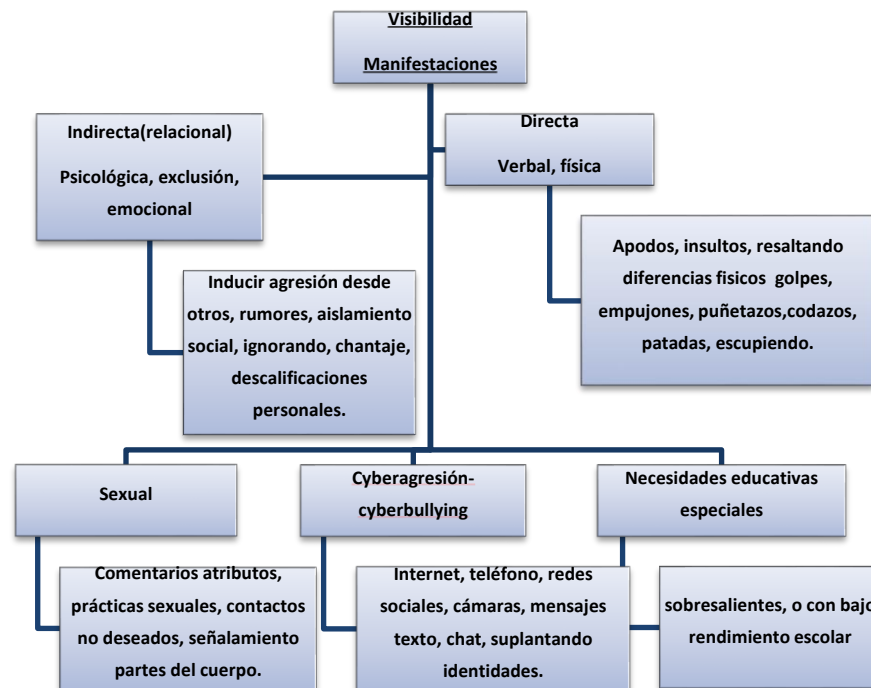 Visibilidad
Manifestaciones
Indirecta(relacional)
Psicológica, exclusión,
emocional
Directa
Verbal, física
Inducir agresión desde
otros, rumores, aislamiento
social, ignorando, chantaje,
descalificaciones
personales.
Apodos, insultos, resaltando
diferencias fisicos golpes,
empujones, puñetazos,codazos,
patadas, escupiendo.
Sexual
Cyberagresión-
cyberbullying
Necesidades educativas
especiales
Comentarios atributos,
prácticas sexuales, contactos
no deseados, señalamiento
partes del cuerpo.
Internet, teléfono, redes
sociales, cámaras, mensajes
texto, chat, suplantando
identidades.
sobresalientes, o con bajo
rendimiento escolar